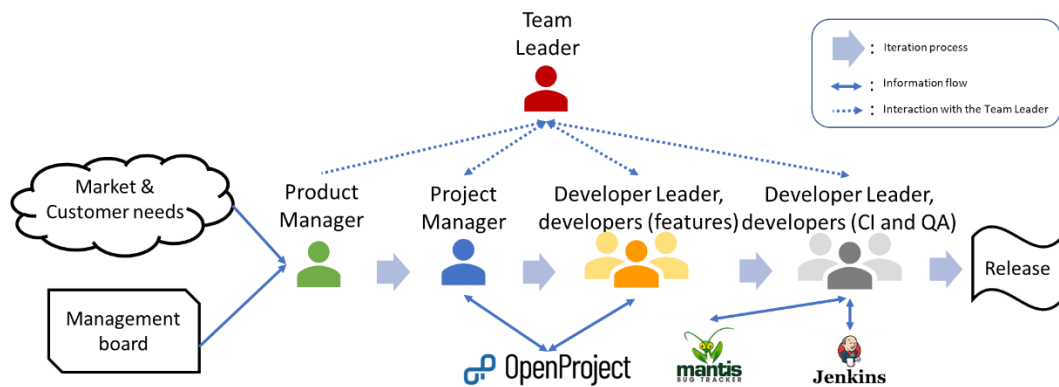 Team
Leader
: Iteration process
: Information flow
: Interaction with the Team Leader
Market &
Customer needs
Product
Manager
Project
Manager
Developer Leader,
developers (features)
Developer Leader,
developers (CI and QA)
Release
Management
board
OpenProject
mantis
BUG TRACKER
Jenkins